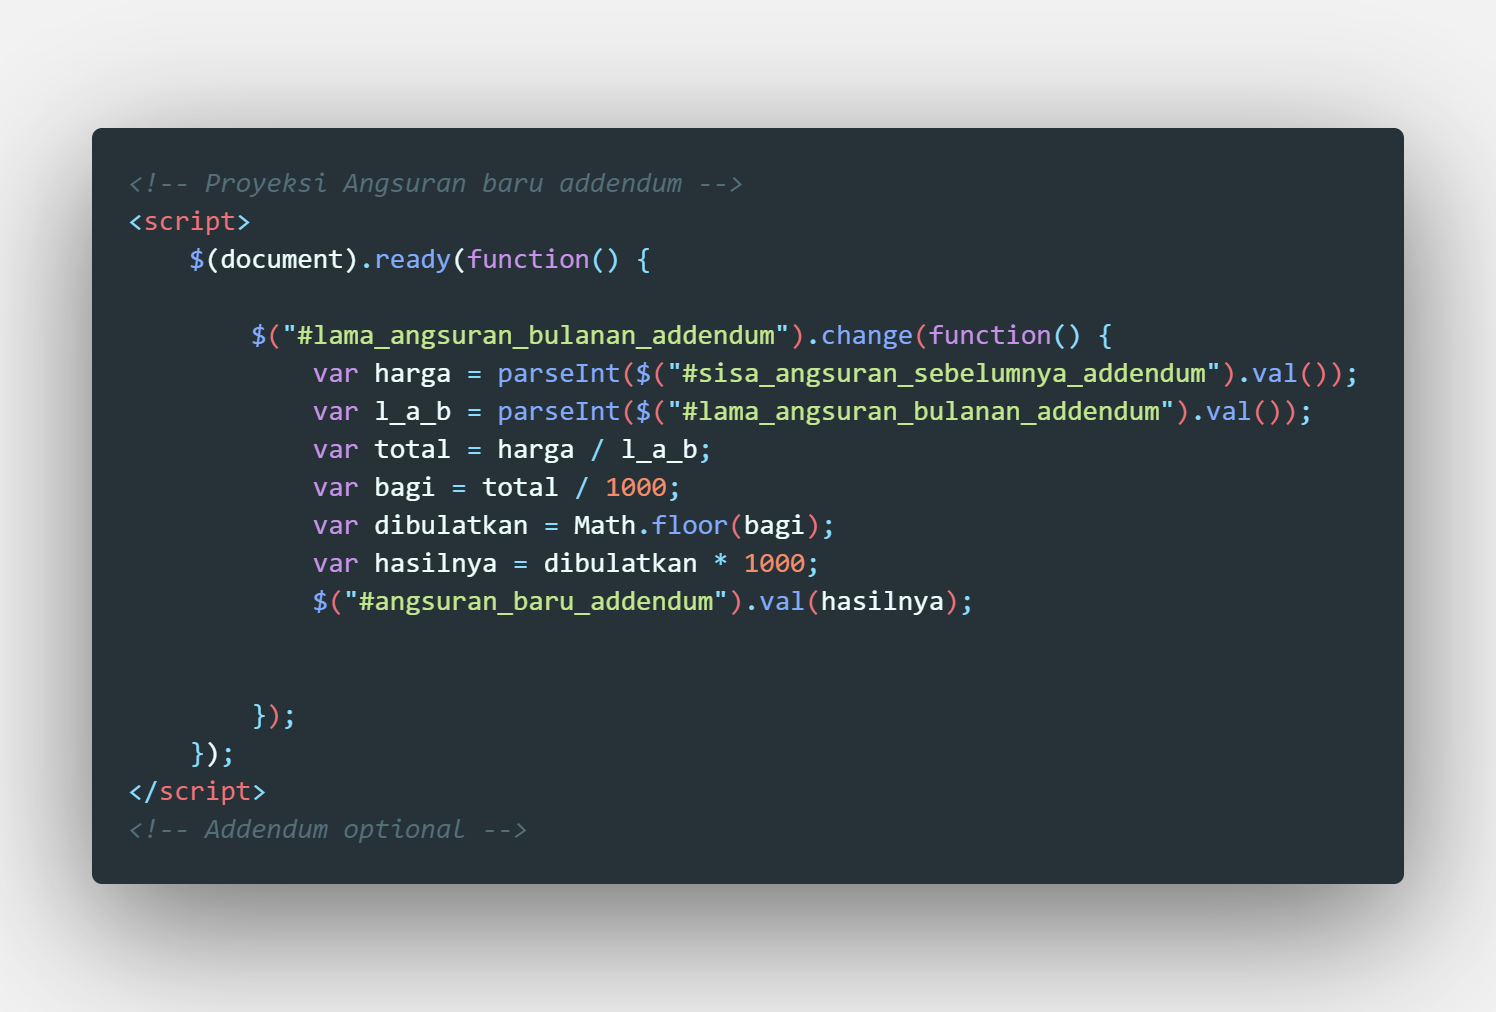 <!-- Proyeksi Angsuran baru addendum -->
<script>
    $(document).ready(function() {

        $("#lama_angsuran_bulanan_addendum").change(function() {
            var harga = parseInt($("#sisa_angsuran_sebelumnya_addendum").val());
            var l_a_b = parseInt($("#lama_angsuran_bulanan_addendum").val());
            var total = harga / l_a_b;
            var bagi = total / 1000;
            var dibulatkan = Math.floor(bagi);
            var hasilnya = dibulatkan * 1000;
            $("#angsuran_baru_addendum").val(hasilnya);


        });
    });
</script>
<!-- Addendum optional -->